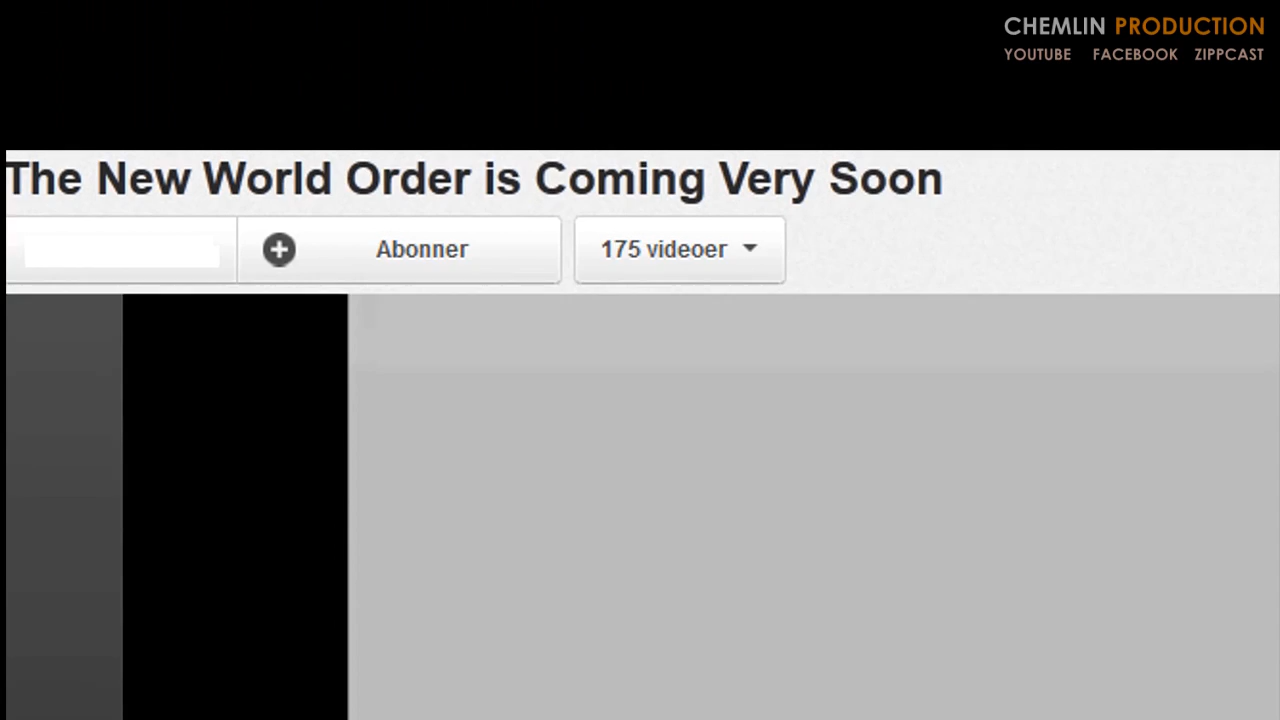 CHEMLIN PRODUCTION
YOUTUBE FACEBOOK ZIPPCAST
The New World Order is Coming Very Soon
Abonner 175 videoer